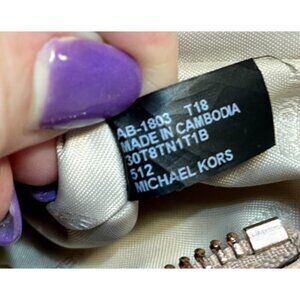 AB-1803 T18
MADE IN CAMBODIA
30T8TN1T1B
512
MICHAEL KORS